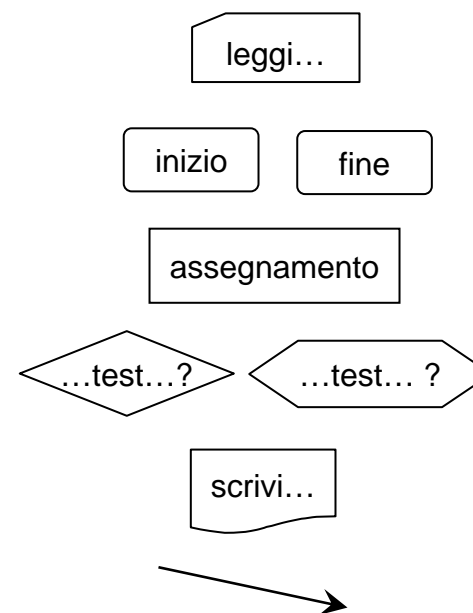 leggi…
inizio
fine
assegnamento
…test…?
…test… ?
scrivi…